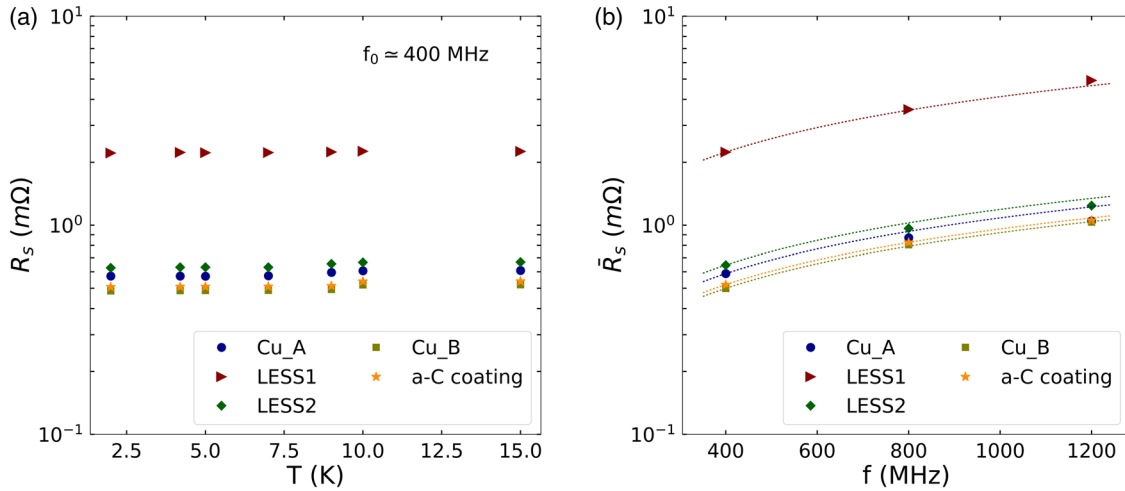 (a)
10¹
10⁰
10⁻¹
R_s (mΩ)
f₀ ≃ 400 MHz
Cu_A
LESS1
LESS2
Cu_B
a-C coating
2.5 5.0 7.5 10.0 12.5 15.0
T (K)
(b)
10¹
10⁰
10⁻¹
R̄_s (mΩ)
Cu_A
LESS1
LESS2
Cu_B
a-C coating
400 600 800 1000 1200
f (MHz)